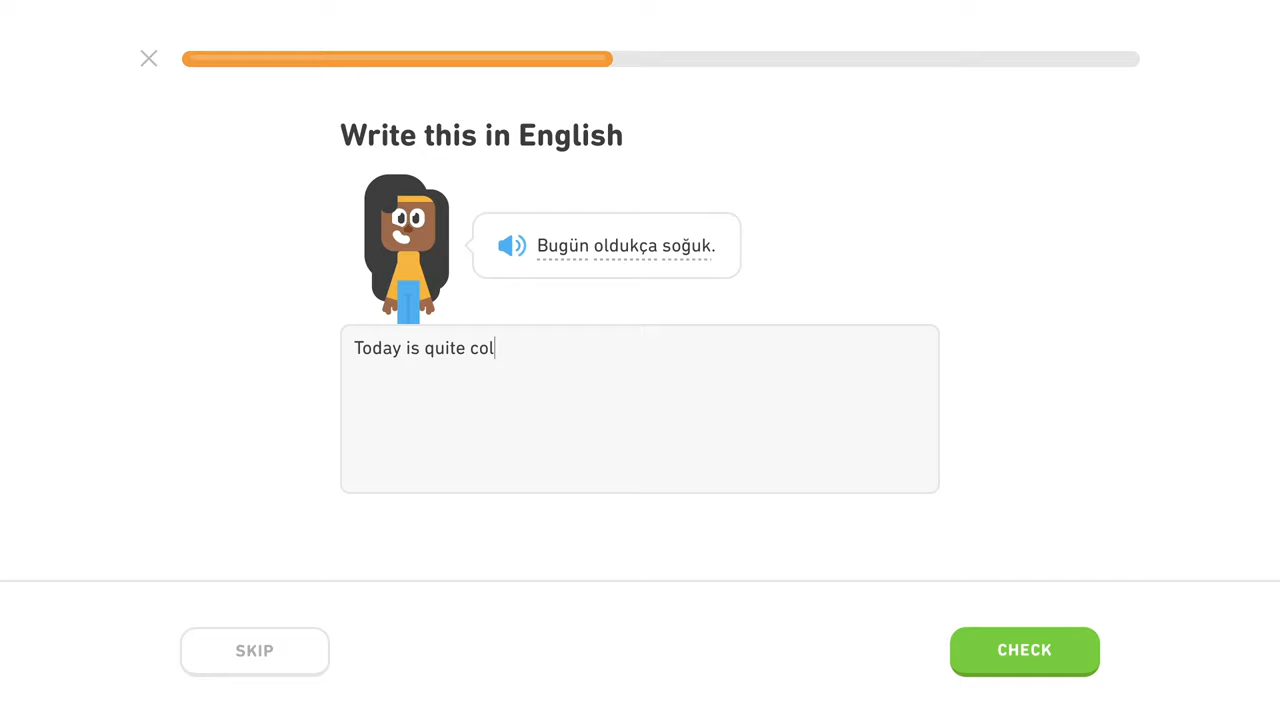 Write this in English
Bugün oldukça soğuk.
Today is quite col
SKIP
CHECK